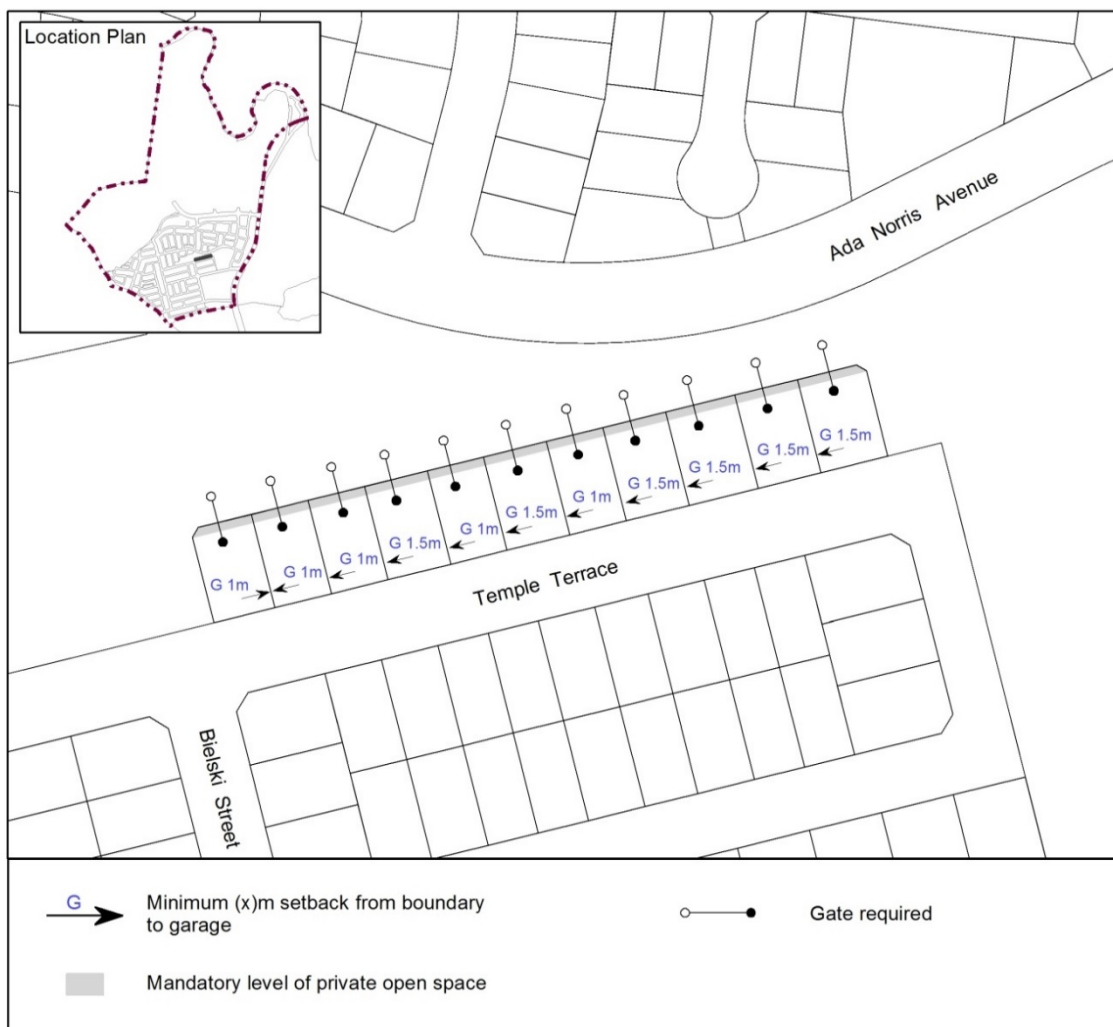 Location Plan
Ada Norris Avenue
G 1.5m
G 1.5m
G 1.5m
G 1.5m
G 1m
G 1.5m
G 1m
G 1.5m
G 1m
G 1m
G 1m
Temple Terrace
Bielski Street
G
Minimum (x)m setback from boundary
to garage
Gate required
Mandatory level of private open space